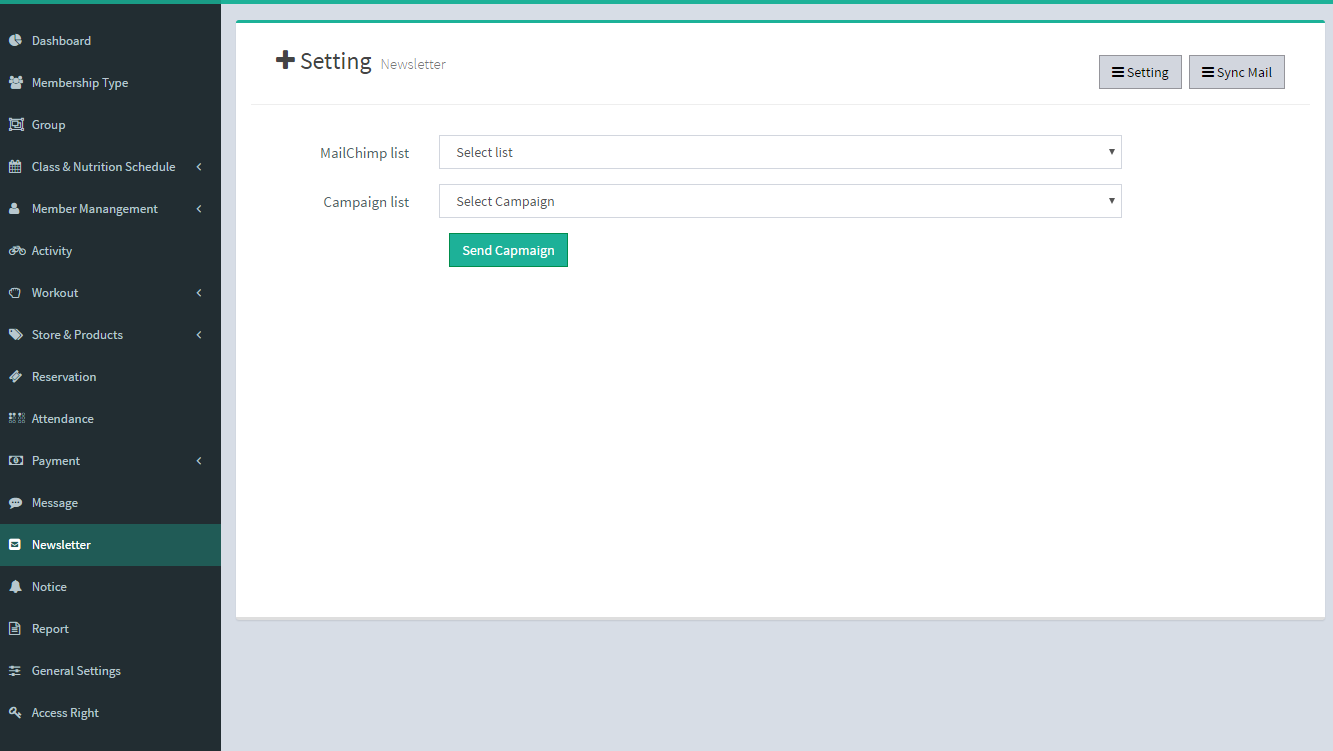 Dashboard
Membership Type
Group
Class & Nutrition Schedule
Member Manangement
Activity
Workout
Store & Products
Reservation
Attendance
Payment
Message
Newsletter
Notice
Report
General Settings
Access Right
Setting Newsletter
Setting
Sync Mail
MailChimp list
Select list
Campaign list
Select Campaign
Send Capmaign